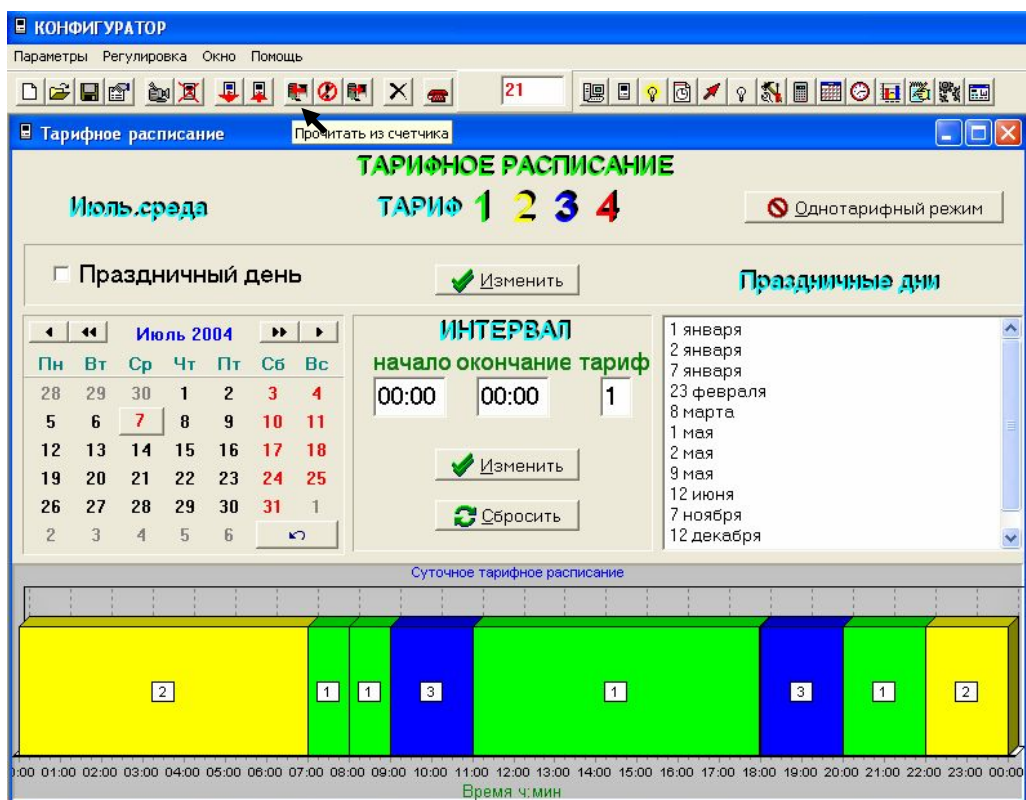 КОНФИГУРАТОР
Параметры Регулировка Окно Помощь
21
Тарифное расписание
Прочитать из счетчика
ТАРИФНОЕ РАСПИСАНИЕ
Июль.среда
ТАРИФ 1 2 3 4
Однотарифный режим
Праздничный день
Изменить
Праздничные дни
Июль 2004
Пн Вт Ср Чт Пт Сб Вс
28 29 30 1 2 3 4
5 6 7 8 9 10 11
12 13 14 15 16 17 18
19 20 21 22 23 24 25
26 27 28 29 30 31 1
2 3 4 5 6
ИНТЕРВАЛ
начало окончание тариф
00:00 00:00 1
Изменить
Сбросить
1 января
2 января
7 января
23 февраля
8 марта
1 мая
2 мая
9 мая
12 июня
7 ноября
12 декабря
Суточное тарифное расписание
2 1 1 3 1 3 1 2
:00 01:00 02:00 03:00 04:00 05:00 06:00 07:00 08:00 09:00 10:00 11:00 12:00 13:00 14:00 15:00 16:00 17:00 18:00 19:00 20:00 21:00 22:00 23:00 00:00
Время ч:мин